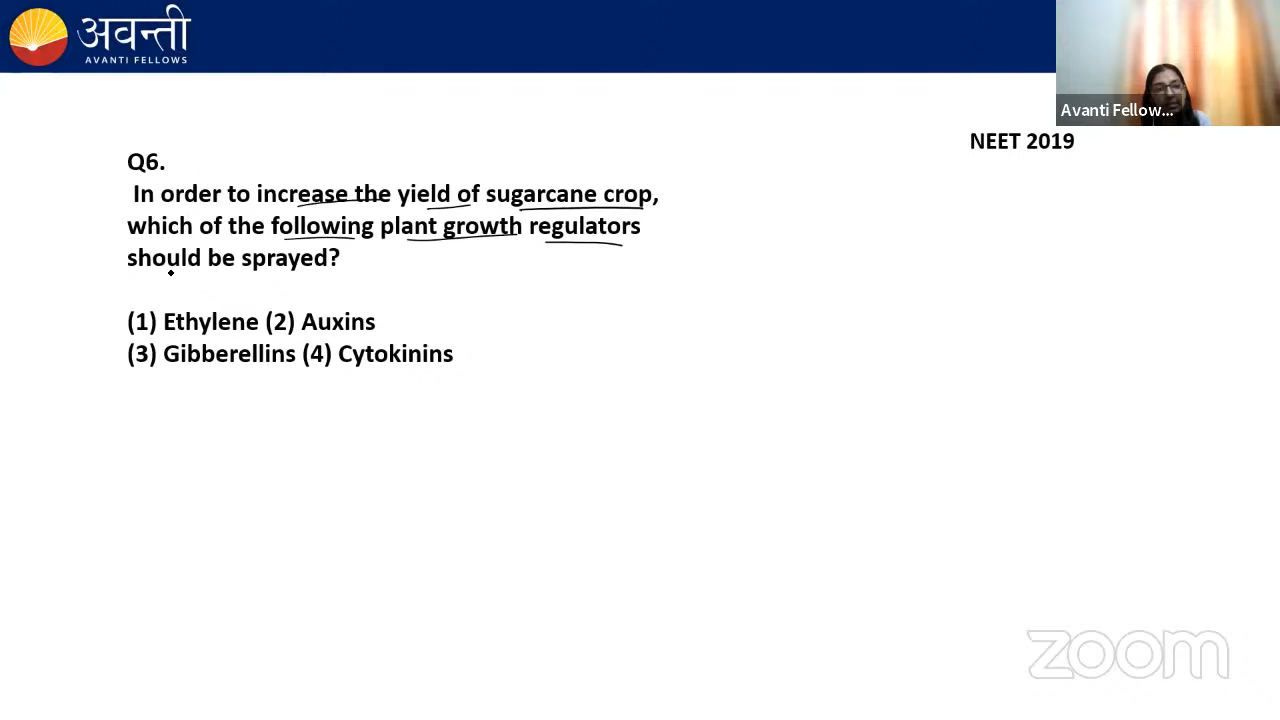 अवन्ती
AVANTI FELLOWS
Avanti Fellow...
NEET 2019
Q6.
In order to increase the yield of sugarcane crop,
which of the following plant growth regulators
should be sprayed?
(1) Ethylene (2) Auxins
(3) Gibberellins (4) Cytokinins
zoom